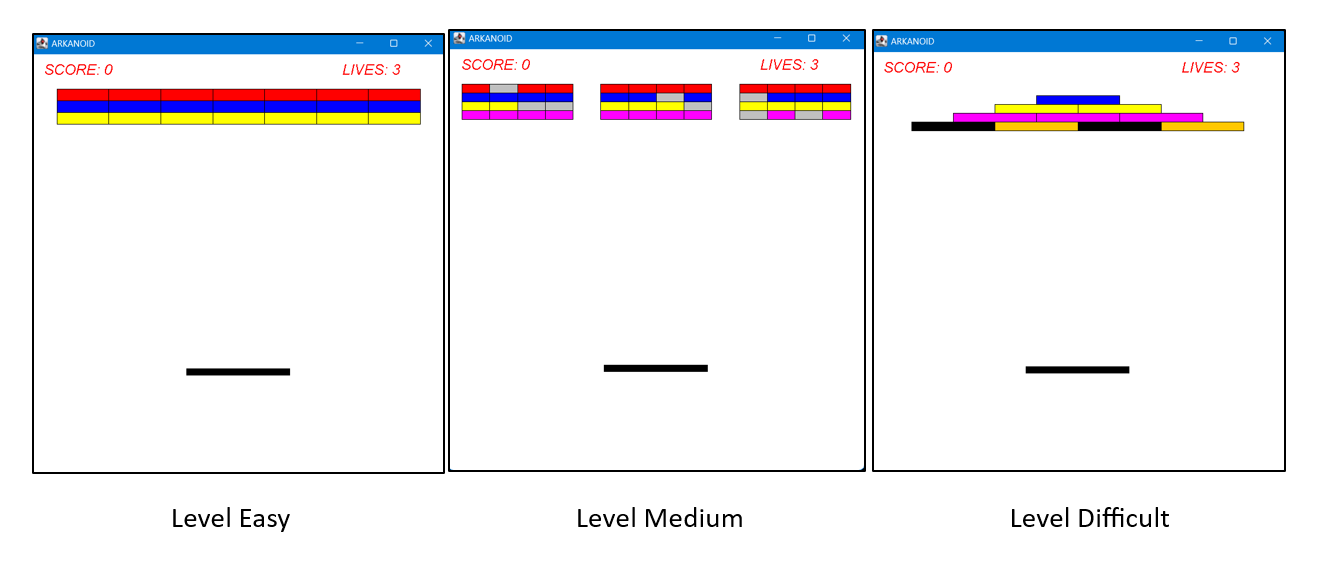 ARKANOID
SCORE: 0 LIVES: 3
ARKANOID
SCORE: 0 LIVES: 3
ARKANOID
SCORE: 0 LIVES: 3
Level Easy
Level Medium
Level Difficult